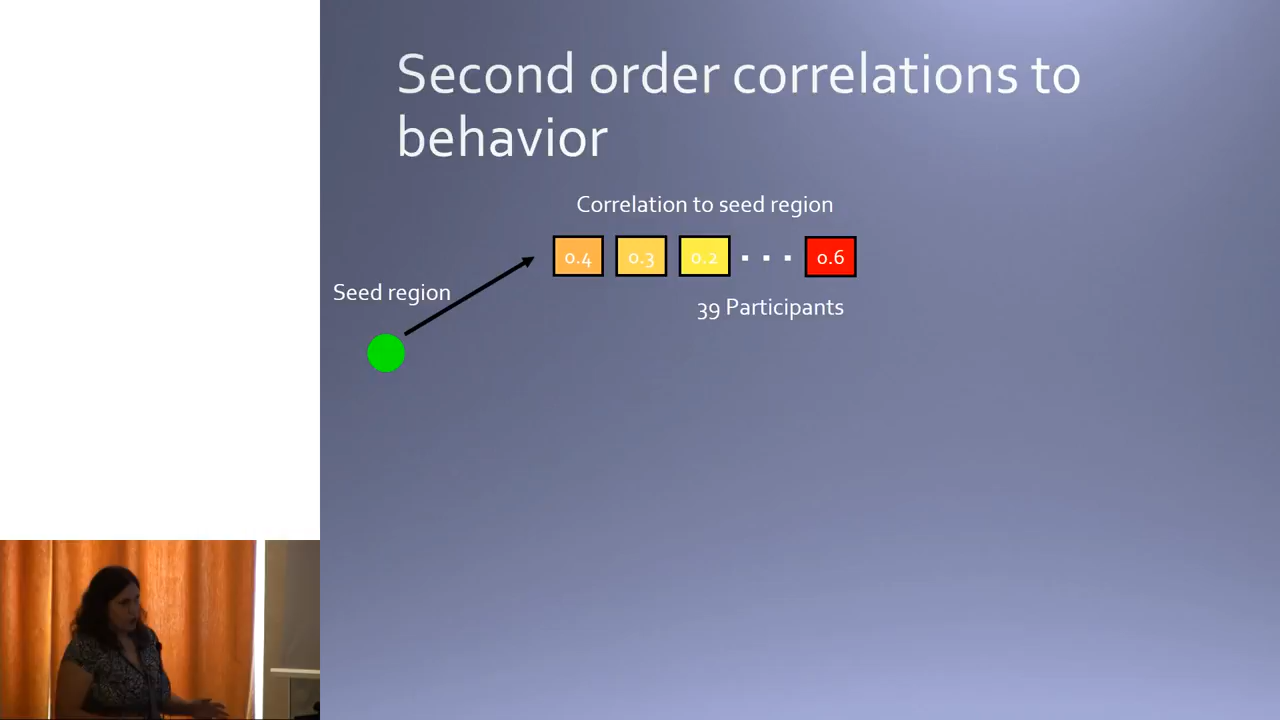 Second order correlations to
behavior
Correlation to seed region
0.4 0.3 0.2 . . . 0.6
Seed region
39 Participants